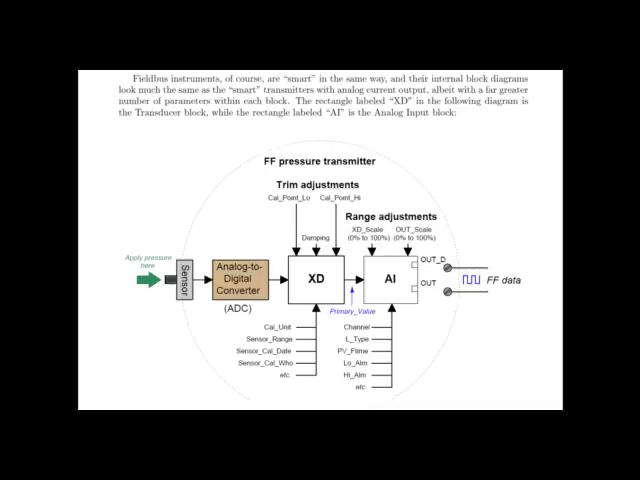 Fieldbus instruments, of course, are “smart” in the same way, and their internal block diagrams
look much the same as the “smart” transmitters with analog current output, albeit with a far greater
number of parameters within each block. The rectangle labeled “XD” in the following diagram is
the Transducer block, while the rectangle labeled “AI” is the Analog Input block:
FF pressure transmitter
Trim adjustments
Cal_Point_Lo Cal_Point_Hi
Range adjustments
XD_Scale OUT_Scale
(0% to 100%) (0% to 100%)
Damping
Apply pressure
here
Sensor
Analog-to-
Digital
Converter
(ADC)
XD
AI
OUT_D
OUT
FF data
Primary_Value
Cal_Unit
Sensor_Range
Sensor_Cal_Date
Sensor_Cal_Who
etc.
Channel
L_Type
PV_Ftime
Lo_Alm
Hi_Alm
etc.